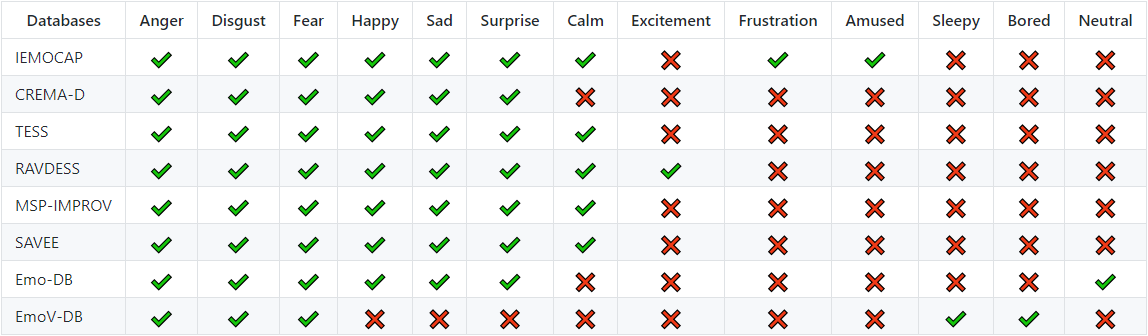 Databases Anger Disgust Fear Happy Sad Surprise Calm Excitement Frustration Amused Sleepy Bored Neutral
IEMOCAP ✔ ✔ ✔ ✔ ✔ ✔ ✔ ❌ ✔ ✔ ❌ ❌ ❌
CREMA-D ✔ ✔ ✔ ✔ ✔ ✔ ❌ ❌ ❌ ❌ ❌ ❌ ❌
TESS ✔ ✔ ✔ ✔ ✔ ✔ ✔ ❌ ❌ ❌ ❌ ❌ ❌
RAVDESS ✔ ✔ ✔ ✔ ✔ ✔ ✔ ✔ ❌ ❌ ❌ ❌ ❌
MSP-IMPROV ✔ ✔ ✔ ✔ ✔ ✔ ✔ ❌ ❌ ❌ ❌ ❌ ❌
SAVEE ✔ ✔ ✔ ✔ ✔ ✔ ✔ ❌ ❌ ❌ ❌ ❌ ❌
Emo-DB ✔ ✔ ✔ ✔ ✔ ✔ ❌ ❌ ❌ ❌ ❌ ❌ ✔
EmoV-DB ✔ ✔ ✔ ❌ ❌ ❌ ❌ ❌ ❌ ❌ ✔ ✔ ❌